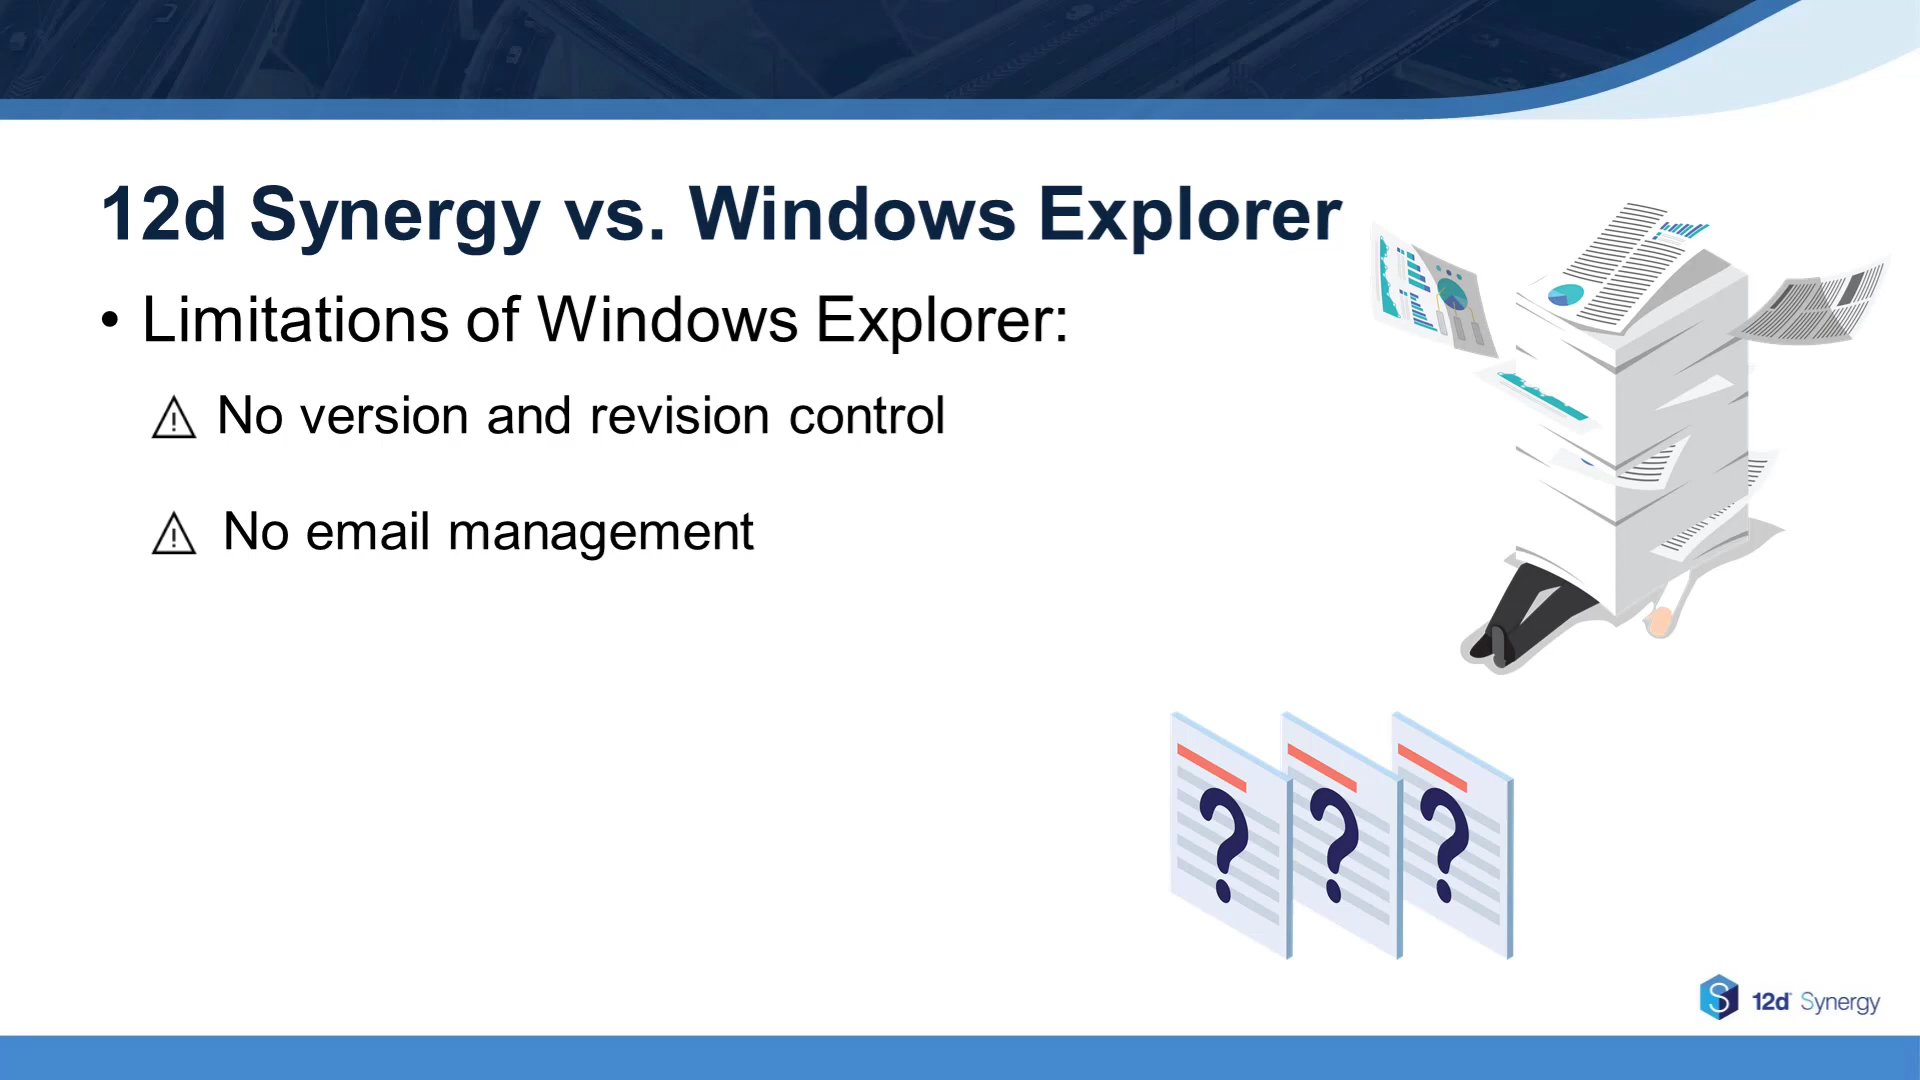 12d Synergy vs. Windows Explorer
• Limitations of Windows Explorer:
⚠ No version and revision control
⚠ No email management
? ? ?
12d Synergy